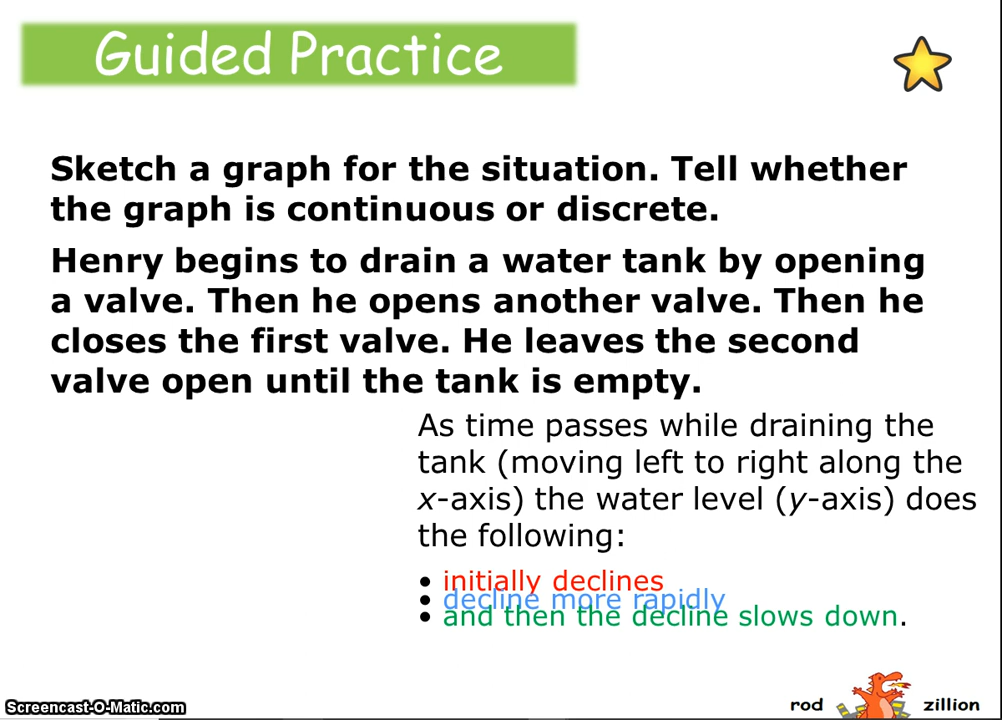 Guided Practice
Sketch a graph for the situation. Tell whether
the graph is continuous or discrete.
Henry begins to drain a water tank by opening
a valve. Then he opens another valve. Then he
closes the first valve. He leaves the second
valve open until the tank is empty.
As time passes while draining the
tank (moving left to right along the
x-axis) the water level (y-axis) does
the following:
• initially declines
• decline more rapidly
• and then the decline slows down.
Screencast-O-Matic.com
rod zillion